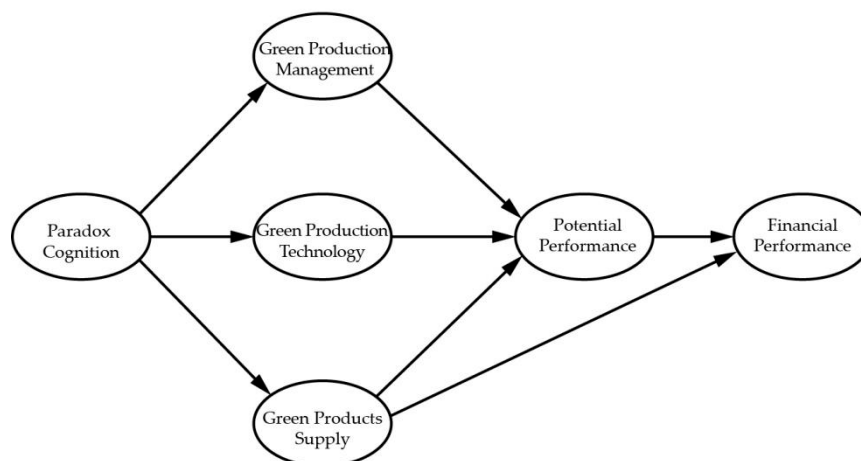 Green Production
Management
Paradox
Cognition
Green Production
Technology
Potential
Performance
Financial
Performance
Green Products
Supply